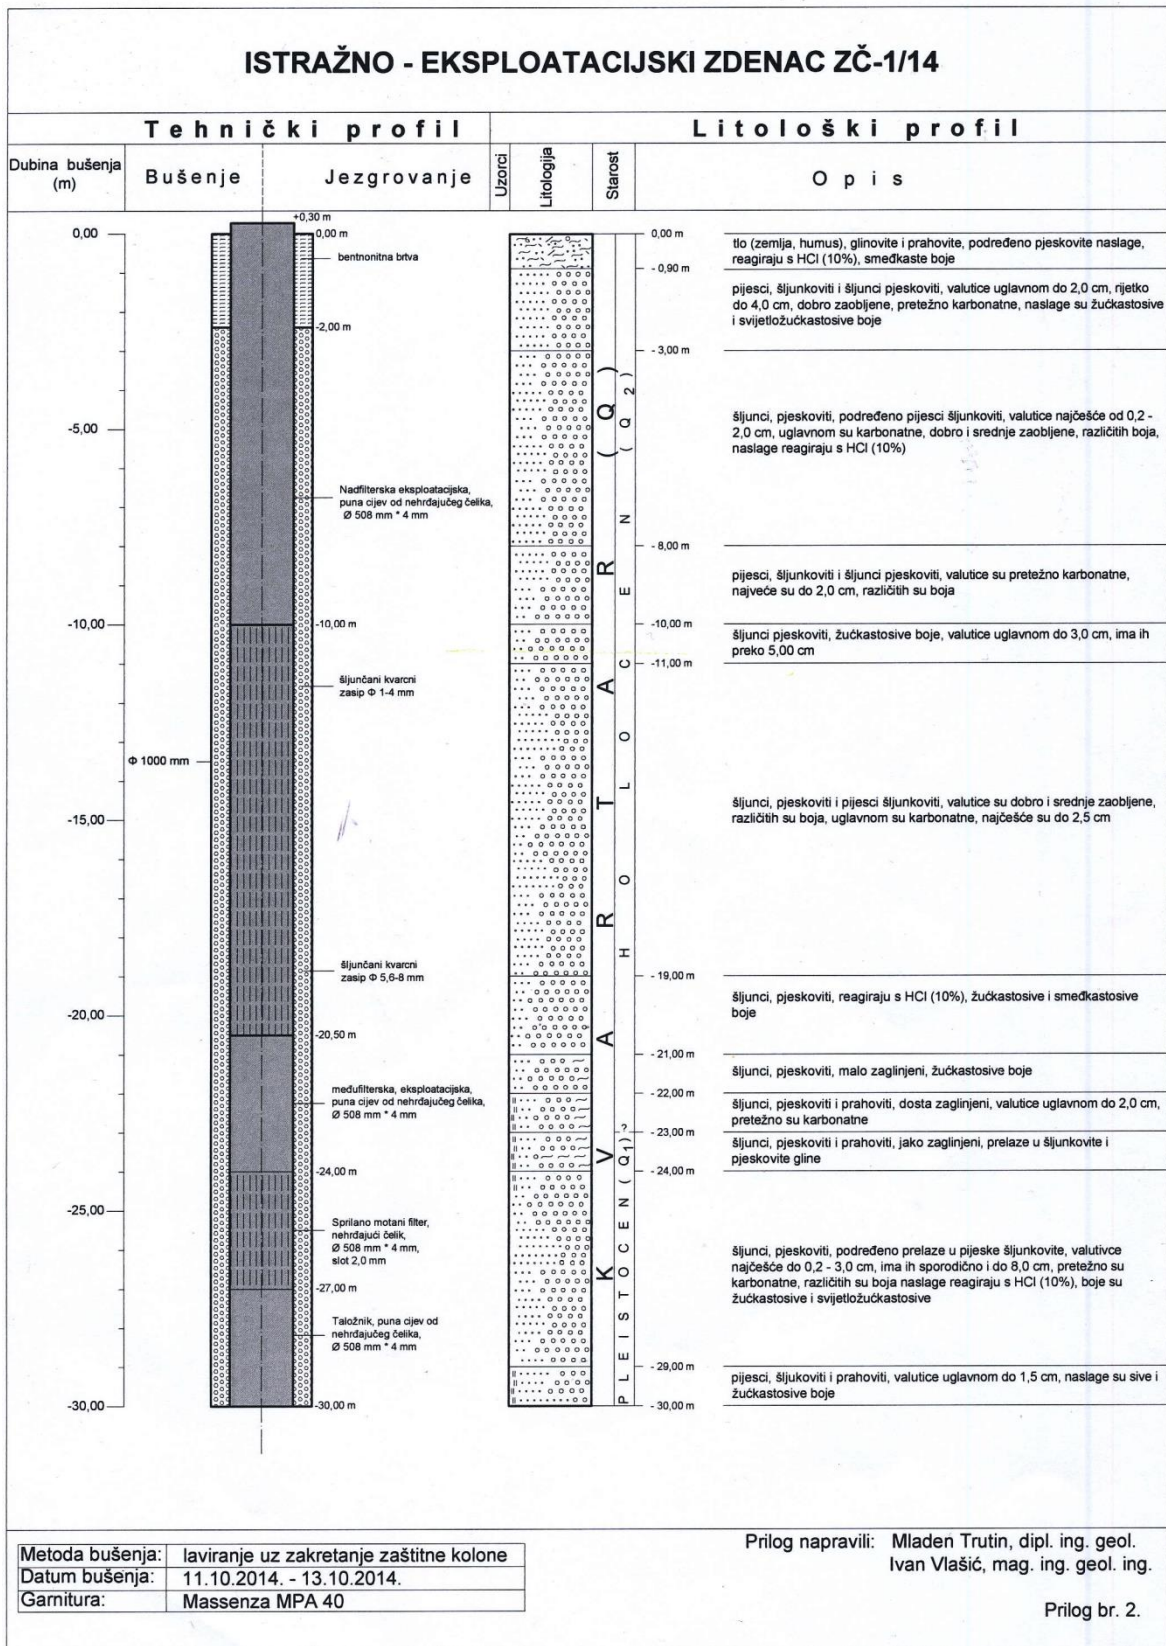 ISTRAŽNO - EKSPLOATACIJSKI ZDENAC ZČ-1/14
Tehnički profil
Litološki profil
Dubina bušenja
(m)
Bušenje
Jezgrovanje
Uzorci
Litologija
Starost
Opis
0,00
-5,00
-10,00
-15,00
-20,00
-25,00
-30,00
+0,30 m
0,00 m
bentnonitna brtva
-2,00 m
Nadfilterska eksploatacijska,
puna cijev od nehrđajučeg čelika,
Ø 508 mm * 4 mm
-10,00 m
šljunčani kvarcni
zasip Φ 1-4 mm
Φ 1000 mm
šljunčani kvarcni
zasip Φ 5,6-8 mm
-20,50 m
međufilterska, eksploatacijska,
puna cijev od nehrđajučeg čelika,
Ø 508 mm * 4 mm
-24,00 m
Sprilano motani filter,
nehrđajući čelik,
Ø 508 mm * 4 mm,
slot 2,0 mm
-27,00 m
Taložnik, puna cijev od
nehrđajučeg čelika,
Ø 508 mm * 4 mm
-30,00 m
KVARTAR (Q)
PLEISTOCEN (Q1) ?
HROLOCERN (Q2)
0,00 m
tlo (zemlja, humus), glinovite i prahovite, podređeno pjeskovite naslage,
reagiraju s HCl (10%), smeđkaste boje
- 0,90 m
pijesci, šljunkoviti i šljunci pjeskoviti, valutice uglavnom do 2,0 cm, rijetko
do 4,0 cm, dobro zaobljene, pretežno karbonatne, naslage su žućkastosive
i svijetložućkastosive boje
- 3,00 m
šljunci, pjeskoviti, podređeno pijesci šljunkoviti, valutice najčešće od 0,2 -
2,0 cm, uglavnom su karbonatne, dobro i srednje zaobljene, različitih boja,
naslage reagiraju s HCl (10%)
- 8,00 m
pijesci, šljunkoviti i šljunci pjeskoviti, valutice su pretežno karbonatne,
najveće su do 2,0 cm, različitih su boja
-10,00 m
šljunci pjeskoviti, žućkastosive boje, valutice uglavnom do 3,0 cm, ima ih
preko 5,00 cm
-11,00 m
šljunci, pjeskoviti i pijesci šljunkoviti, valutice su dobro i srednje zaobljene,
različitih su boja, uglavnom su karbonatne, najčešće su do 2,5 cm
- 19,00 m
šljunci, pjeskoviti, reagiraju s HCl (10%), žućkastosive i smeđkastosive
boje
- 21,00 m
šljunci, pjeskoviti, malo zaglinjeni, žućkastosive boje
- 22,00 m
šljunci, pjeskoviti i prahoviti, dosta zaglinjeni, valutice uglavnom do 2,0 cm,
pretežno su karbonatne
- 23,00 m
šljunci, pjeskoviti i prahoviti, jako zaglinjeni, prelaze u šljunkovite i
pjeskovite gline
- 24,00 m
šljunci, pjeskoviti, podređeno prelaze u pijeske šljunkovite, valutivce
najčešće do 0,2 - 3,0 cm, ima ih sporodično i do 8,0 cm, pretežno su
karbonatne, različitih su boja naslage reagiraju s HCl (10%), boje su
žućkastosive i svijetložućkastosive
- 29,00 m
pijesci, šljukoviti i prahoviti, valutice uglavnom do 1,5 cm, naslage su sive i
žućkastosive boje
- 30,00 m
Metoda bušenja: laviranje uz zakretanje zaštitne kolone
Datum bušenja: 11.10.2014. - 13.10.2014.
Garnitura: Massenza MPA 40
Prilog napravili: Mladen Trutin, dipl. ing. geol.
Ivan Vlašić, mag. ing. geol. ing.
Prilog br. 2.